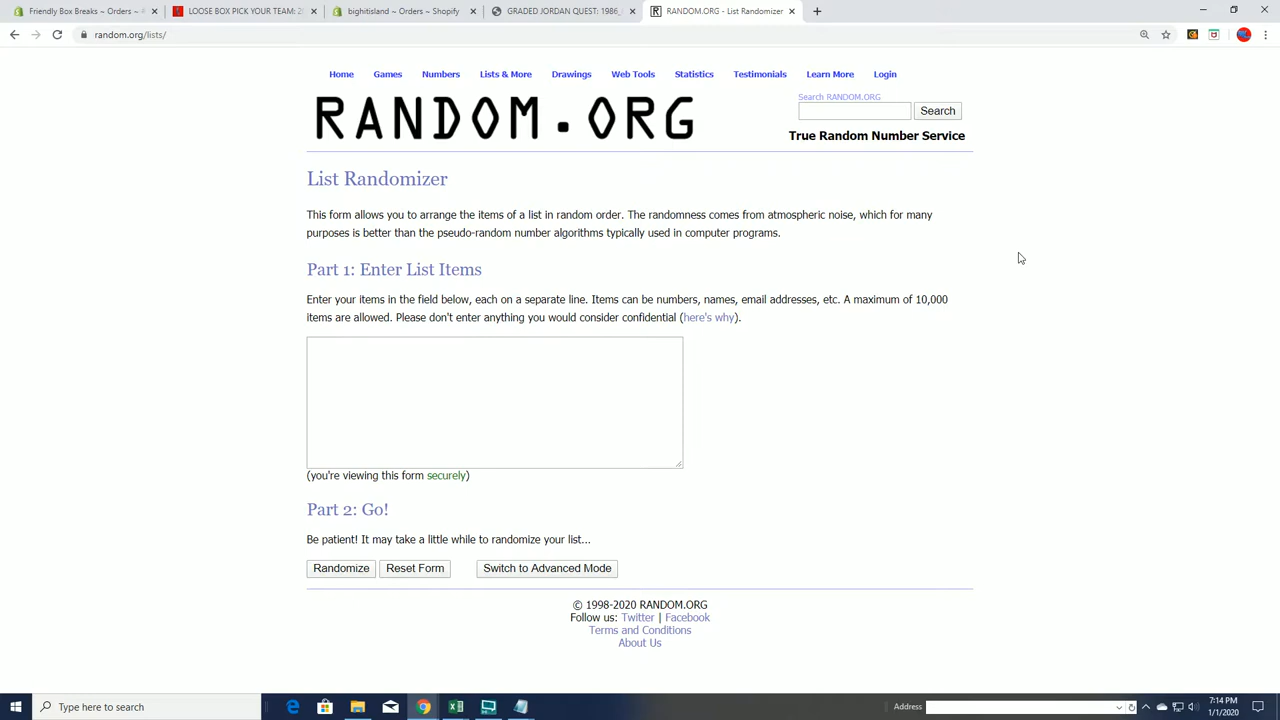 Friendly Box Breaks ~ Orders ~ S
LOOSE BOX PICK YOUR TEAM: 2
bighitislife ~ Orders ~ Shopify
GRADED JORDAN QUEST: 1986
RANDOM.ORG - List Randomizer
random.org/lists/
Home Games Numbers Lists & More Drawings Web Tools Statistics Testimonials Learn More Login
RANDOM.ORG
Search RANDOM.ORG
Search
True Random Number Service
List Randomizer
This form allows you to arrange the items of a list in random order. The randomness comes from atmospheric noise, which for many
purposes is better than the pseudo-random number algorithms typically used in computer programs.
Part 1: Enter List Items
Enter your items in the field below, each on a separate line. Items can be numbers, names, email addresses, etc. A maximum of 10,000
items are allowed. Please don't enter anything you would consider confidential (here's why).
(you're viewing this form securely)
Part 2: Go!
Be patient! It may take a little while to randomize your list...
Randomize Reset Form Switch to Advanced Mode
© 1998-2020 RANDOM.ORG
Follow us: Twitter | Facebook
Terms and Conditions
About Us
Type here to search
Address
7:14 PM
1/1/2020